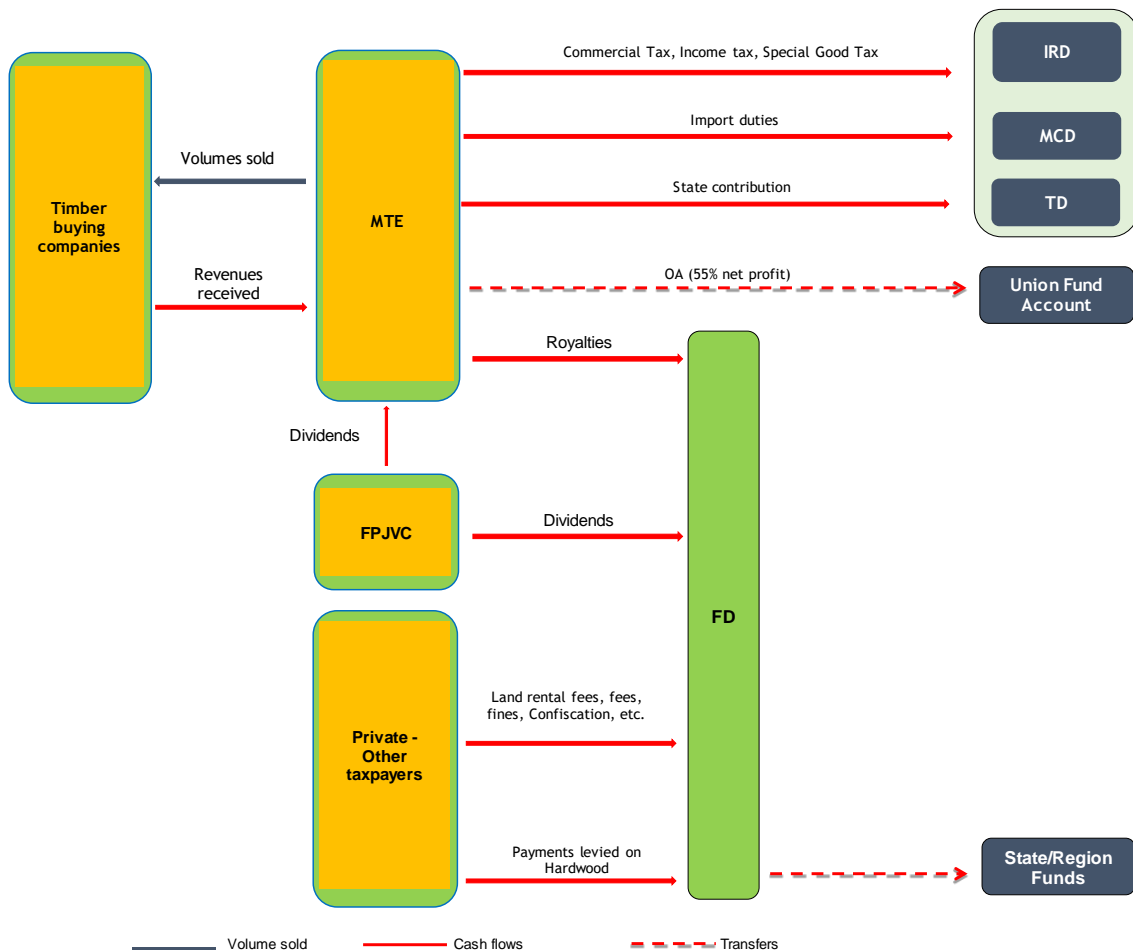 Commercial Tax, Income tax, Special Good Tax
IRD
Import duties
MCD
Volumes sold
State contribution
TD
Timber
buying
companies
MTE
Revenues
received
OA (55% net profit)
Union Fund
Account
Royalties
Dividends
FPJVC
Dividends
FD
Land rental fees, fees,
fines, Confiscation, etc.
Private -
Other
taxpayers
Payments levied on
Hardwood
State/Region
Funds
Volume sold
Cash flows
Transfers